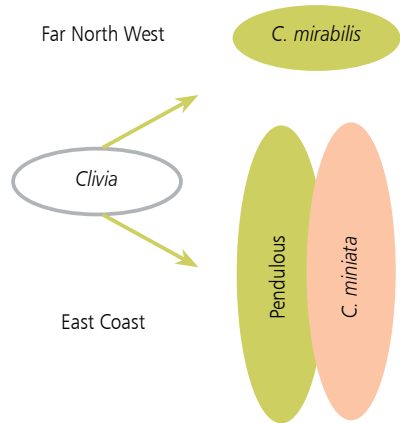 Far North West
C. mirabilis
Clivia
Pendulous
C. miniata
East Coast